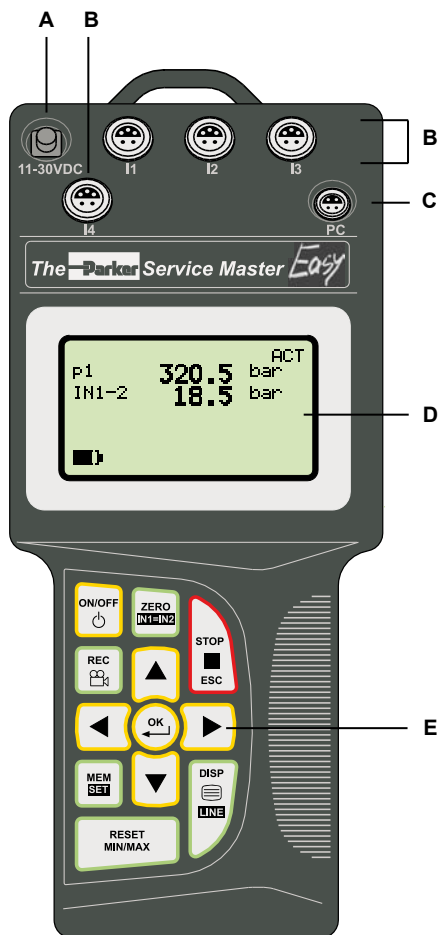 A B
11-30VDC I1 I2 I3 B
I4 PC C
The Parker Service Master Easy
ACT
p1 320.5 bar
IN1-2 18.5 bar
D
ON/OFF ZERO
IN1=IN2
STOP
REC ESC
OK E
MEM
SET
DISP
LINE
RESET
MIN/MAX